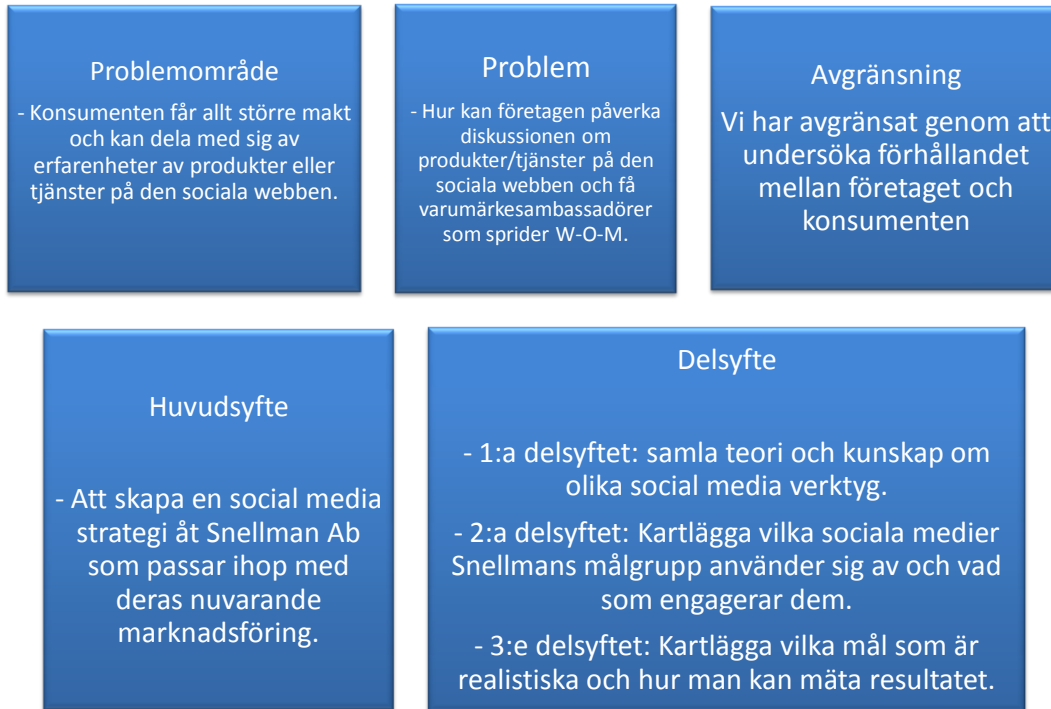 Problemområde
- Konsumenten får allt större makt
och kan dela med sig av
erfarenheter av produkter eller
tjänster på den sociala webben.
Problem
- Hur kan företagen påverka
diskussionen om
produkter/tjänster på den
sociala webben och få
varumärkesambassadörer
som sprider W-O-M.
Avgränsning
Vi har avgränsat genom att
undersöka förhållandet
mellan företaget och
konsumenten
Huvudsyfte
- Att skapa en social media
strategi åt Snellman Ab
som passar ihop med
deras nuvarande
marknadsföring.
Delsyfte
- 1:a delsyftet: samla teori och kunskap om
olika social media verktyg.
- 2:a delsyftet: Kartlägga vilka sociala medier
Snellmans målgrupp använder sig av och vad
som engagerar dem.
- 3:e delsyftet: Kartlägga vilka mål som är
realistiska och hur man kan mäta resultatet.